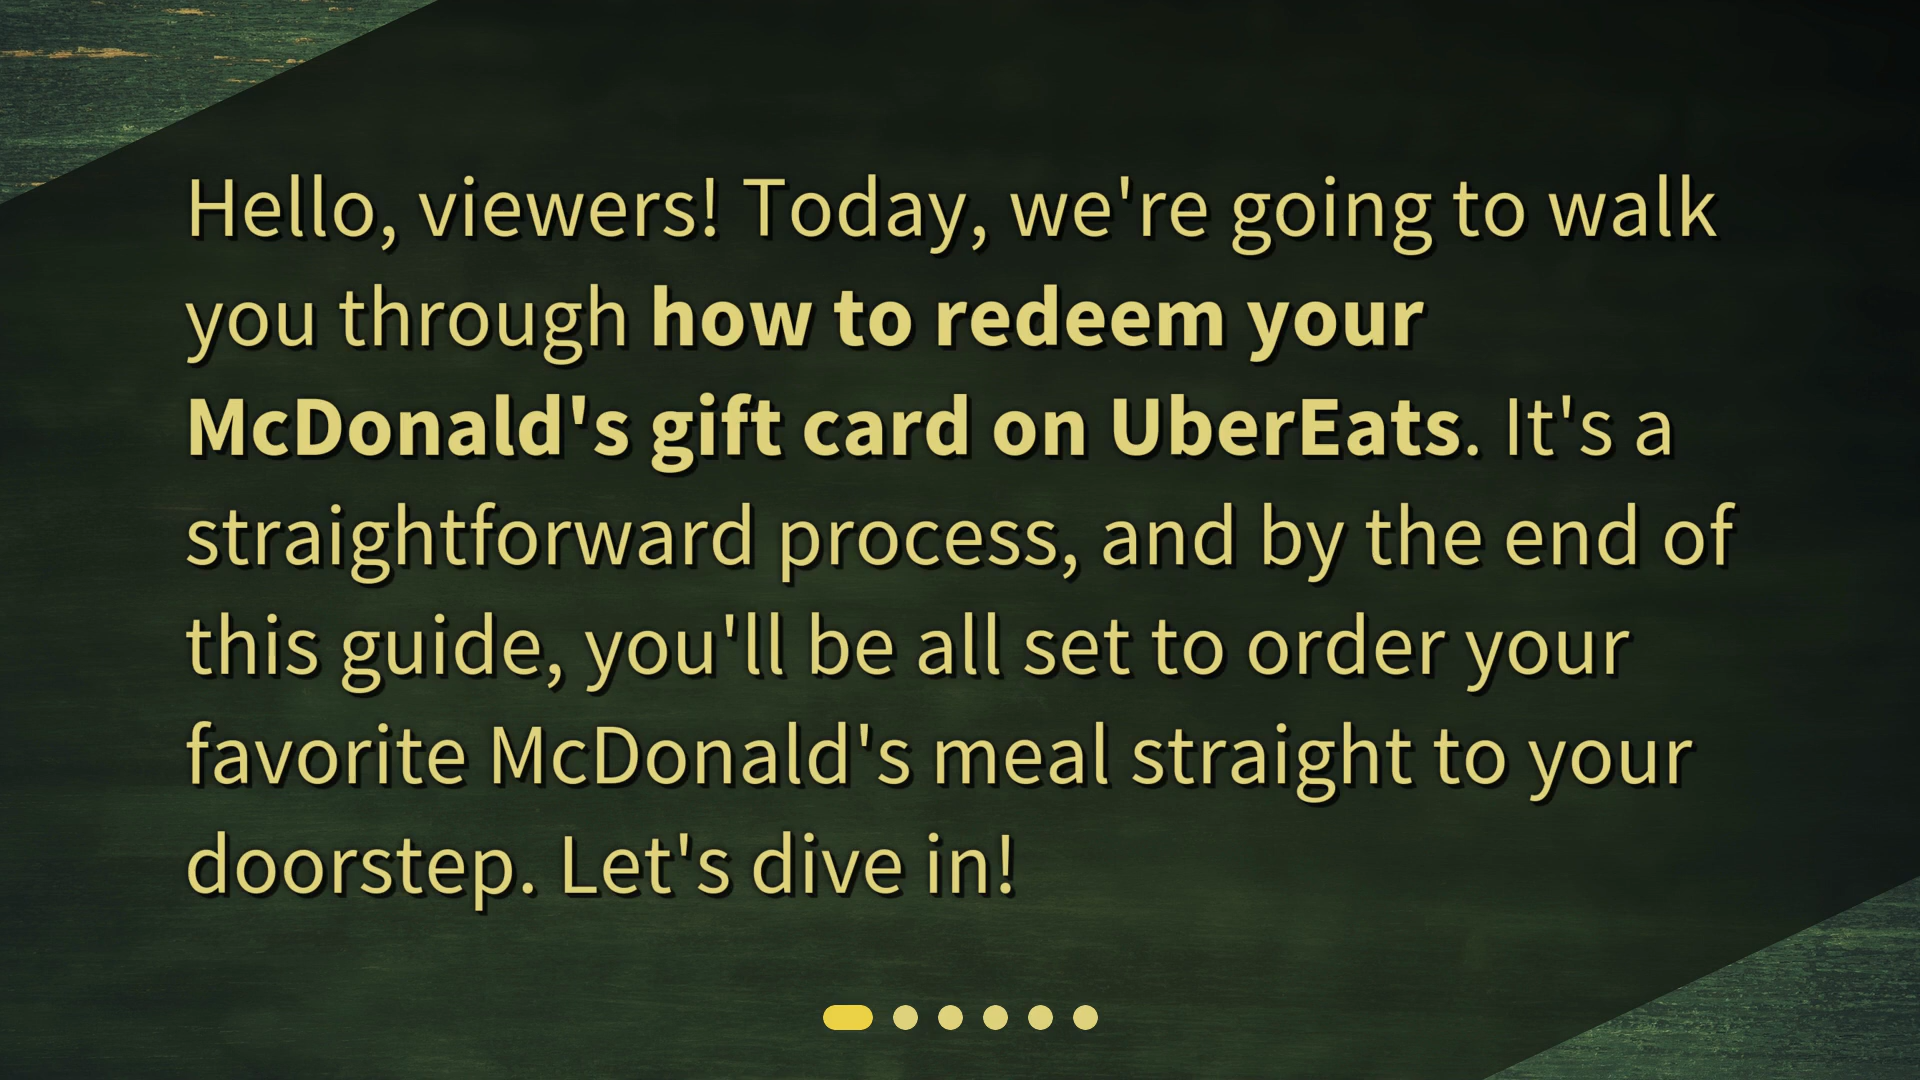 Hello, viewers! Today, we're going to walk
you through how to redeem your
McDonald's gift card on UberEats. It's a
straightforward process, and by the end of
this guide, you'll be all set to order your
favorite McDonald's meal straight to your
doorstep. Let's dive in!